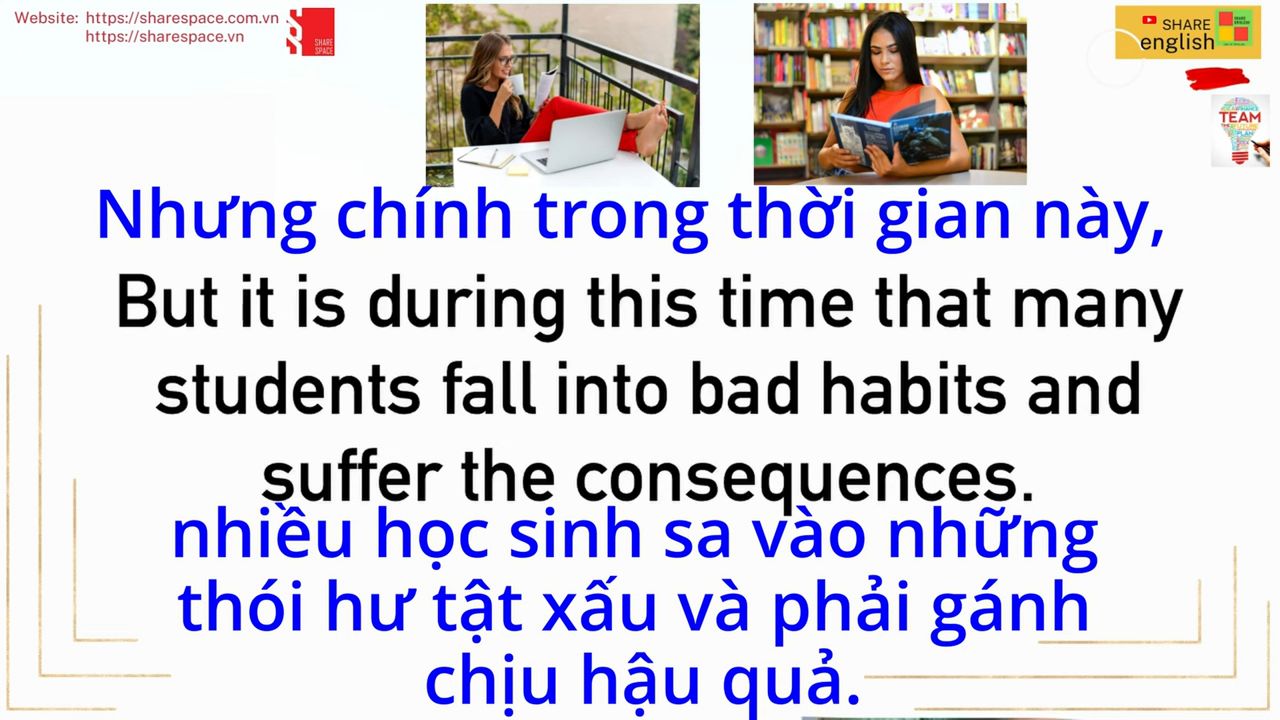 Website: https://sharespace.com.vn
https://sharespace.vn
SHARE
SPACE
SHARE
english
TEAM
Nhưng chính trong thời gian này,
But it is during this time that many
students fall into bad habits and
suffer the consequences.
nhiều học sinh sa vào những
thói hư tật xấu và phải gánh
chịu hậu quả.